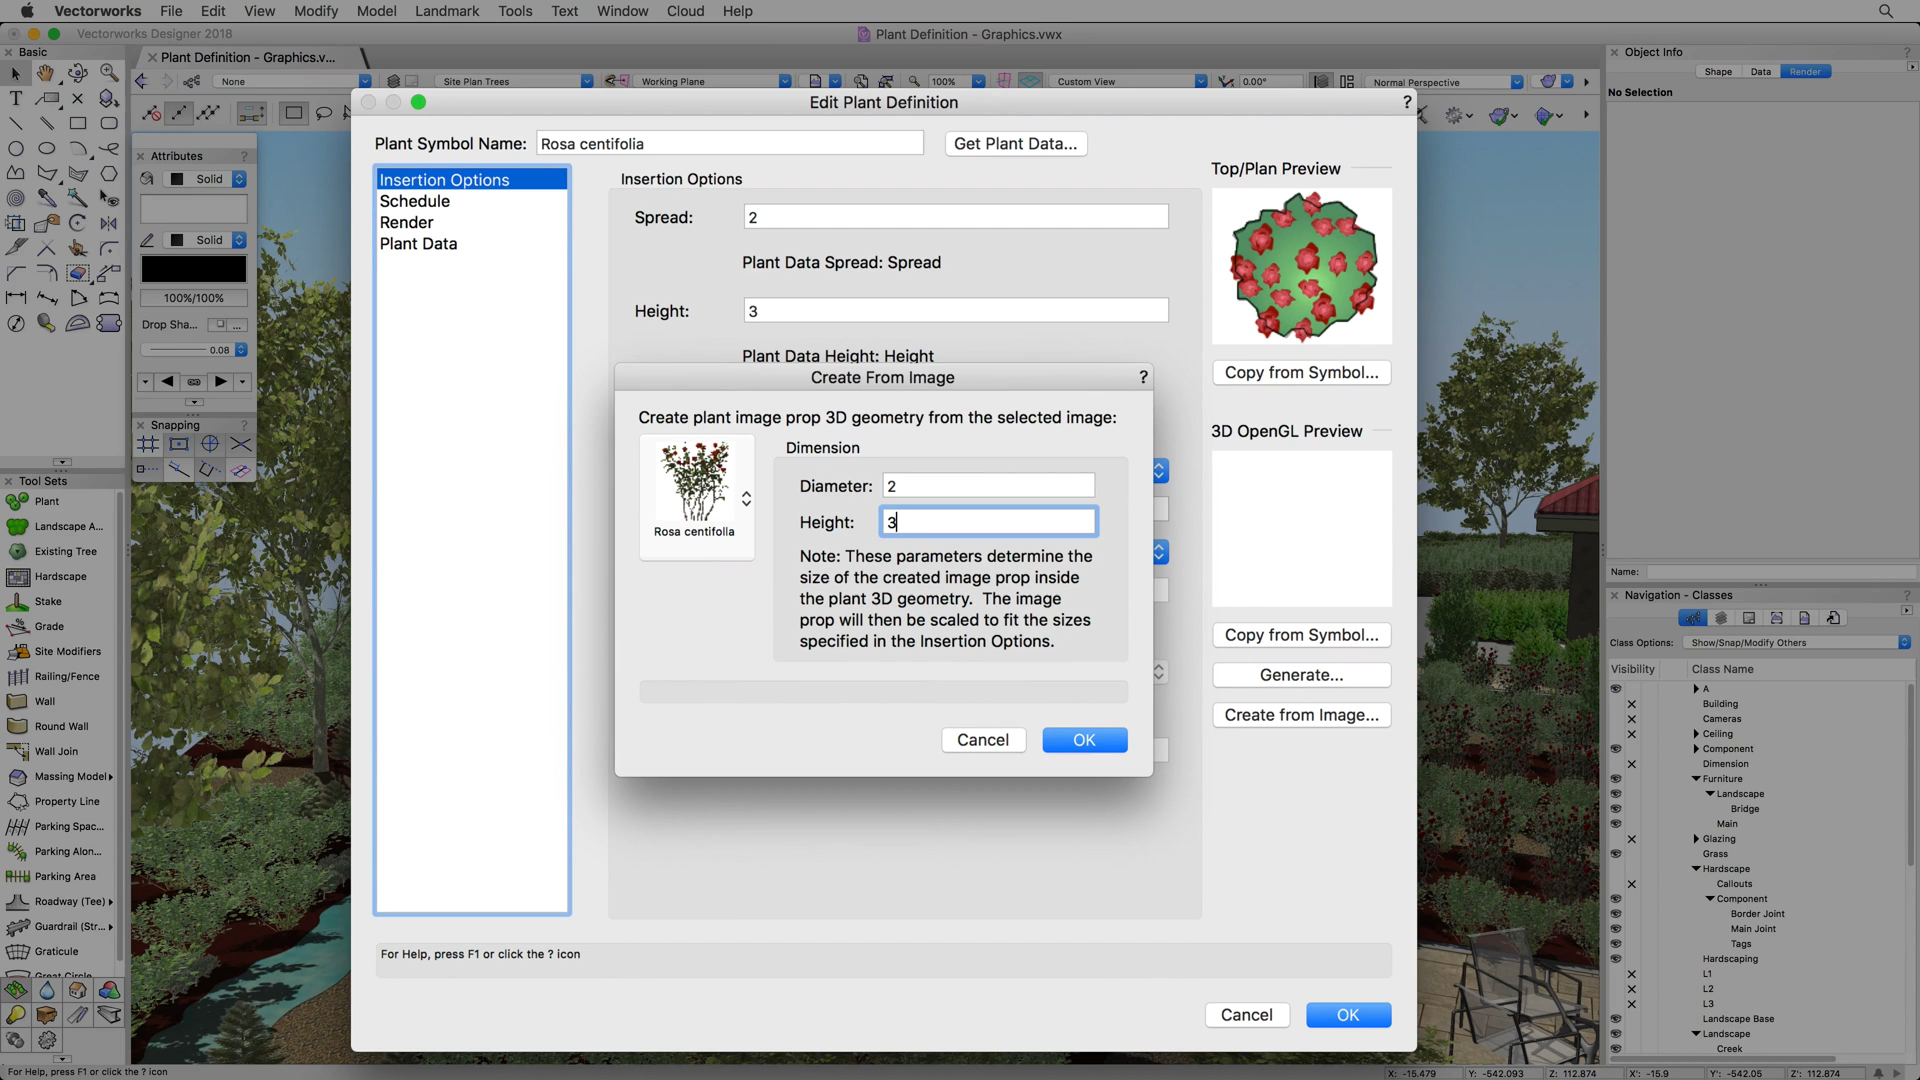 Vectorworks File Edit View Modify Model Landmark Tools Text Window Cloud Help
Vectorworks Designer 2018
Plant Definition - Graphics.vwx
Basic
Plant Definition - Graphics.v...
None
Site Plan Trees
Working Plane
100%
Custom View
0.00°
Normal Perspective
Attributes ?
Solid
Solid
100%/100%
Drop Sha... ...
0.08
Snapping ?
Tool Sets
Plant
Landscape A...
Existing Tree
Hardscape
Stake
Grade
Site Modifiers
Railing/Fence
Wall
Round Wall
Wall Join
Massing Model
Property Line
Parking Spac...
Parking Alon...
Parking Area
Roadway (Tee)
Guardrail (Str...
Graticule
Great Circle
For Help, press F1 or click the ? icon
Edit Plant Definition ?
Plant Symbol Name: Rosa centifolia Get Plant Data...
Insertion Options
Schedule
Render
Plant Data
Insertion Options
Spread: 2
Plant Data Spread: Spread
Height: 3
Plant Data Height: Height
Create From Image ?
Create plant image prop 3D geometry from the selected image:
Rosa centifolla
Dimension
Diameter: 2
Height: 3
Note: These parameters determine the
size of the created image prop inside
the plant 3D geometry. The image
prop will then be scaled to fit the sizes
specified in the Insertion Options.
Cancel OK
Top/Plan Preview
Copy from Symbol...
3D OpenGL Preview
Copy from Symbol...
Generate...
Create from Image...
For Help, press F1 or click the ? icon
Cancel OK
Object Info ?
Shape Data Render
No Selection
Name:
Navigation - Classes ?
Class Options: Show/Snap/Modify Others
Visibility Class Name
A
Building
Cameras
Ceiling
Component
Dimension
Furniture
Landscape
Bridge
Main
Glazing
Grass
Hardscape
Callouts
Component
Border Joint
Main Joint
Tags
Hardscaping
L1
L2
L3
Landscape Base
Landscape
Creek
X: -15.479 Y: -542.093 Z: 112.874 X': -15.9 Y': -542.05 Z': 112.874